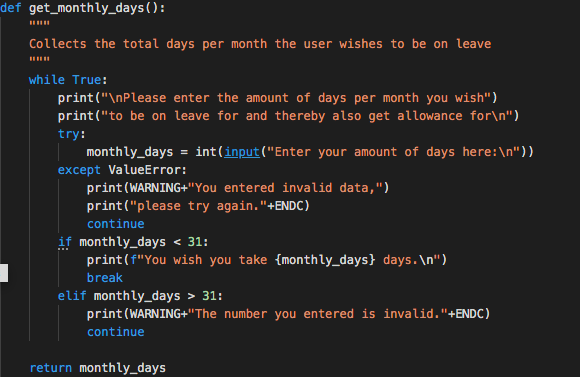 def get_monthly_days():
    """
    Collects the total days per month the user wishes to be on leave
    """
    while True:
        print("\nPlease enter the amount of days per month you wish")
        print("to be on leave for and thereby also get allowance for\n")
        try:
            monthly_days = int(input("Enter your amount of days here:\n"))
        except ValueError:
            print(WARNING+"You entered invalid data,")
            print("please try again."+ENDC)
            continue
        if monthly_days < 31:
            print(f"You wish you take {monthly_days} days.\n")
            break
        elif monthly_days > 31:
            print(WARNING+"The number you entered is invalid."+ENDC)
            continue

    return monthly_days